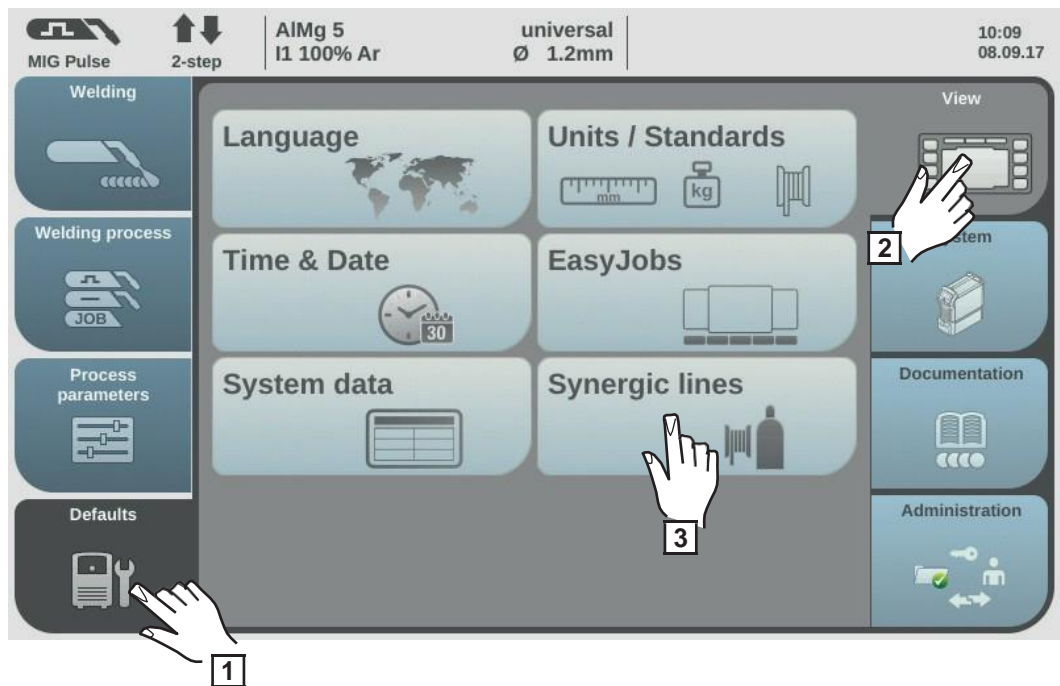 MIG Pulse
2-step
AlMg 5
I1 100% Ar
universal
Ø 1.2mm
10:09
08.09.17
Welding
Welding process
JOB
Process
parameters
Defaults
1
Language
Units / Standards
mm
kg
Time & Date
30
EasyJobs
System data
Synergic lines
3
View
2
Documentation
Administration